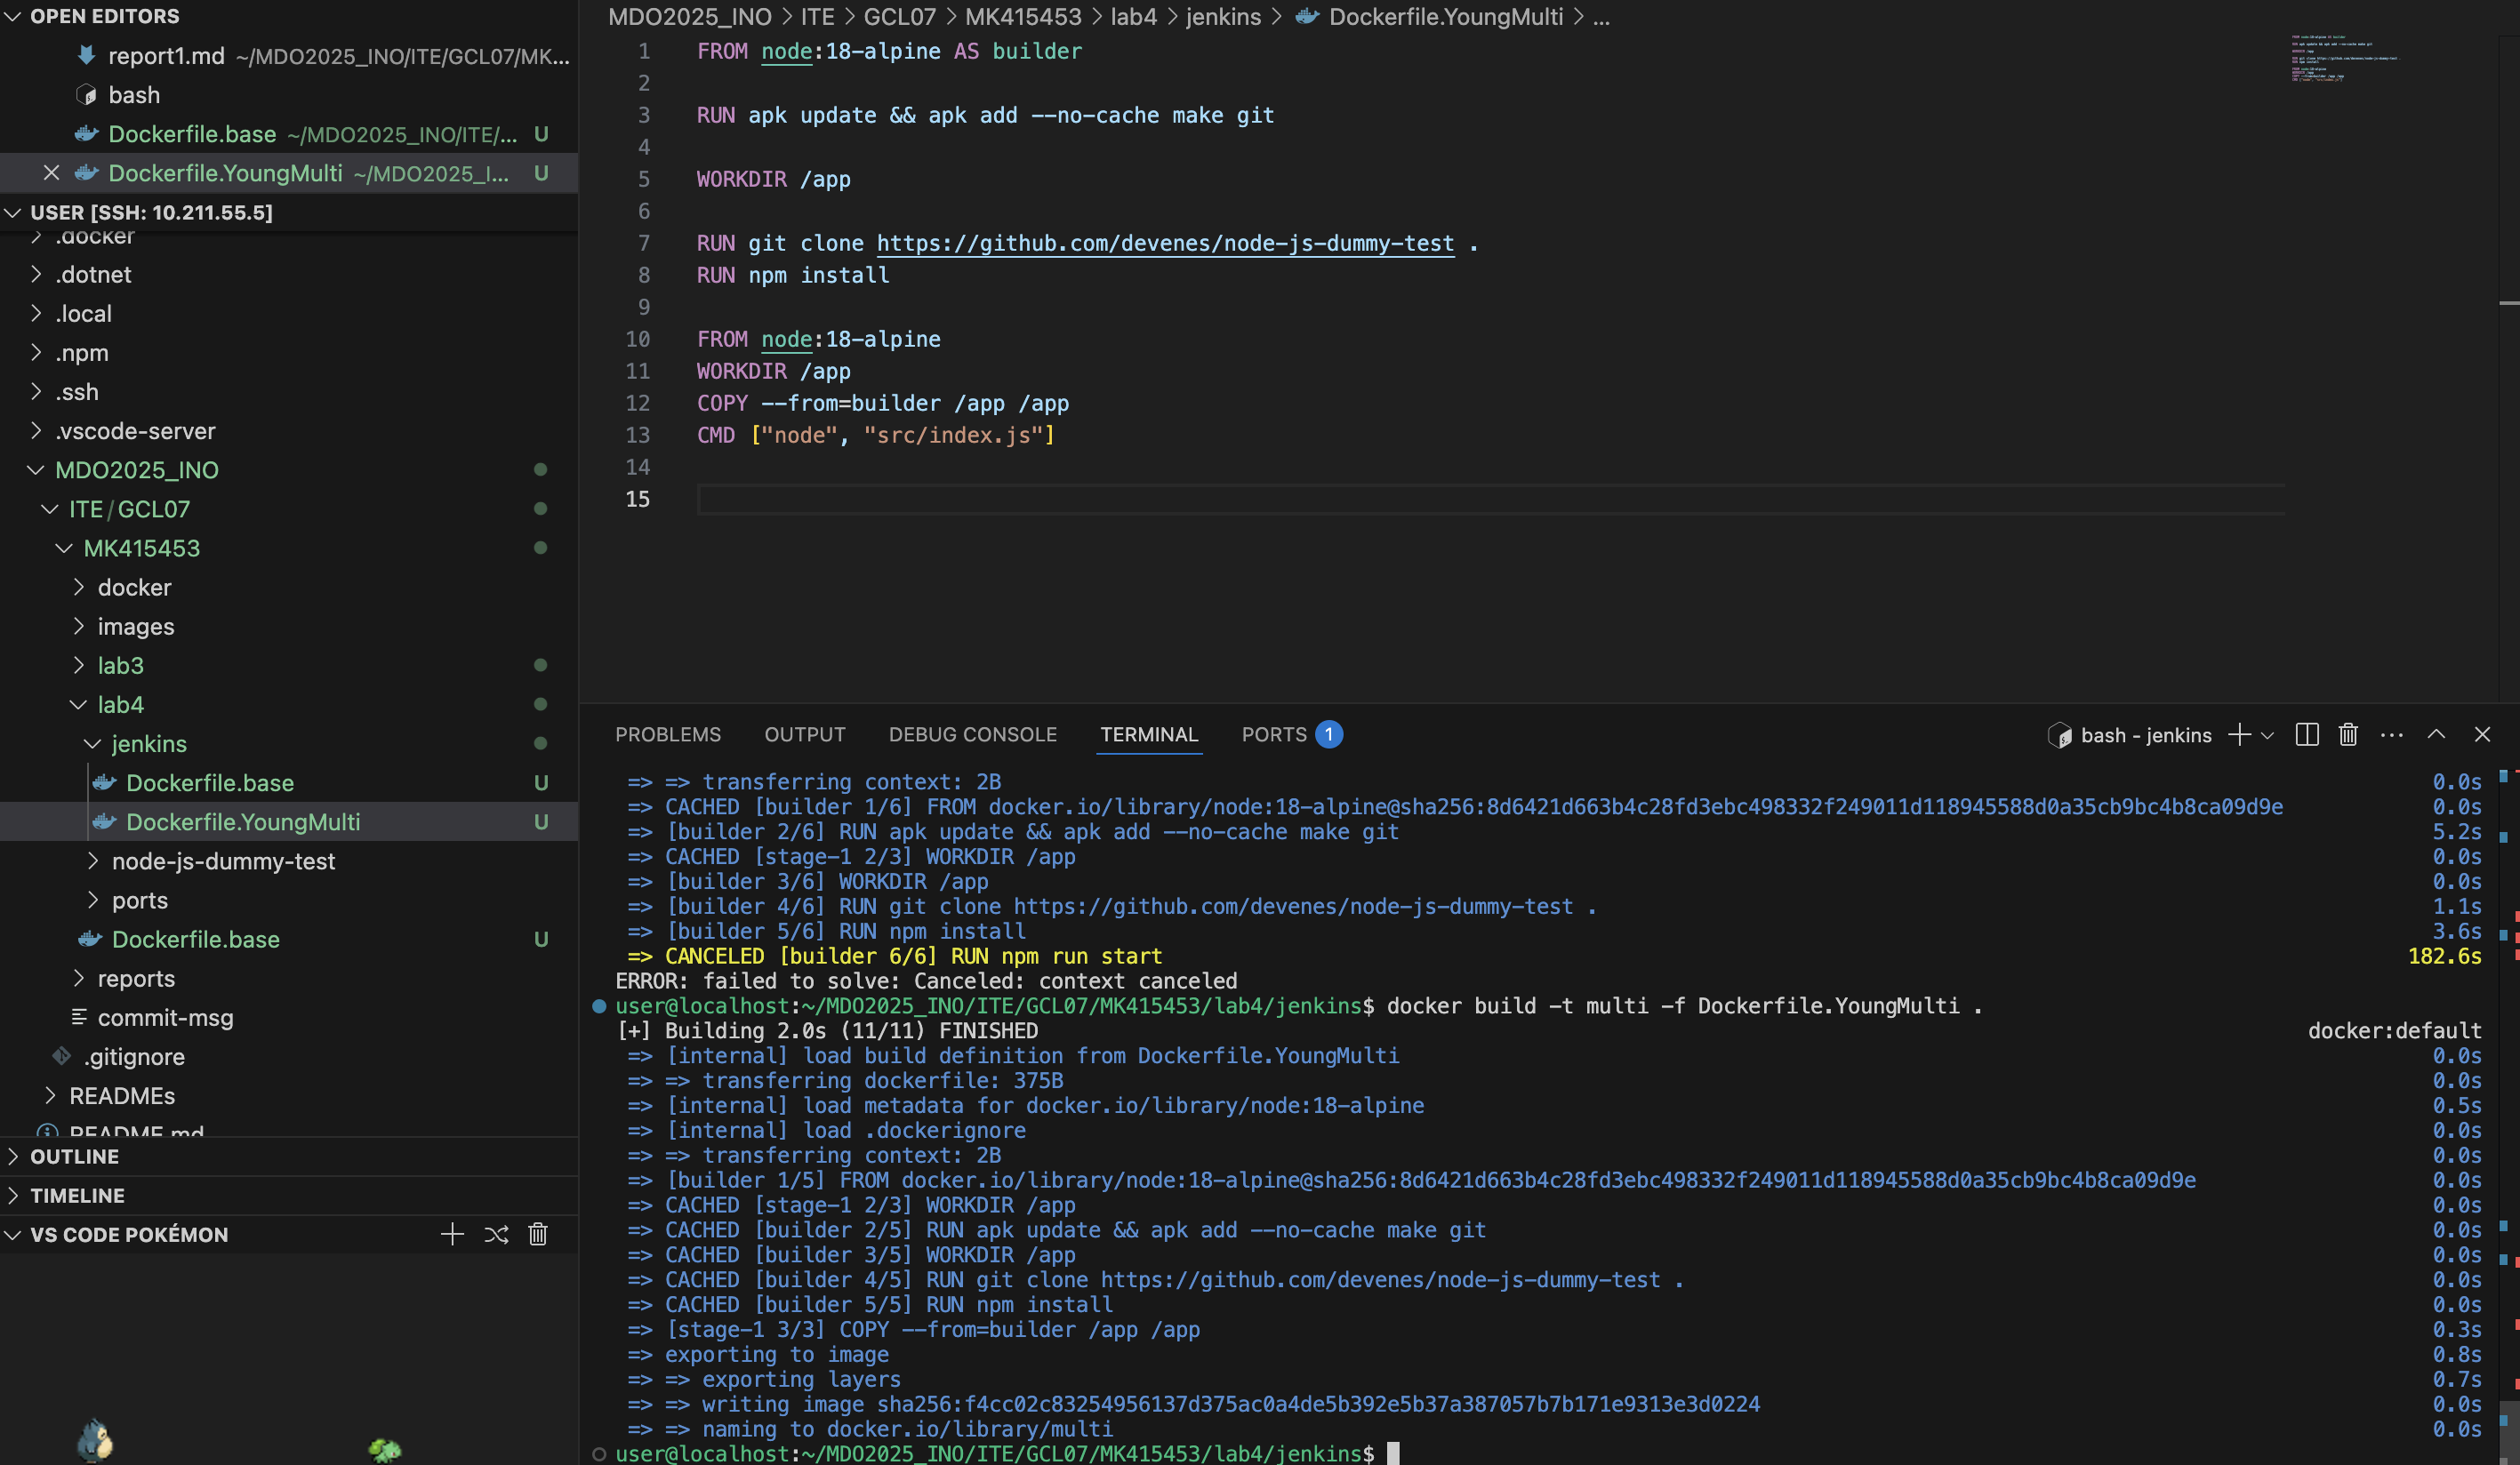 OPEN EDITORS
report1.md ~/MDO2025_INO/ITE/GCL07/MK...
bash
Dockerfile.base ~/MDO2025_INO/ITE/... U
Dockerfile.YoungMulti ~/MDO2025_I... U
USER [SSH: 10.211.55.5]
.docker
.dotnet
.local
.npm
.ssh
.vscode-server
MDO2025_INO
ITE / GCL07
MK415453
docker
images
lab3
lab4
jenkins
Dockerfile.base U
Dockerfile.YoungMulti U
node-js-dummy-test
ports
Dockerfile.base U
reports
commit-msg
.gitignore
READMEs
README.md
OUTLINE
TIMELINE
VS CODE POKÉMON
MDO2025_INO > ITE > GCL07 > MK415453 > lab4 > jenkins > Dockerfile.YoungMulti > ...
1 FROM node:18-alpine AS builder
2
3 RUN apk update && apk add --no-cache make git
4
5 WORKDIR /app
6
7 RUN git clone https://github.com/devenes/node-js-dummy-test .
8 RUN npm install
9
10 FROM node:18-alpine
11 WORKDIR /app
12 COPY --from=builder /app /app
13 CMD ["node", "src/index.js"]
14
15
PROBLEMS OUTPUT DEBUG CONSOLE TERMINAL PORTS 1 bash - jenkins
=> => transferring context: 2B 0.0s
=> CACHED [builder 1/6] FROM docker.io/library/node:18-alpine@sha256:8d6421d663b4c28fd3ebc498332f249011d118945588d0a35cb9bc4b8ca09d9e 0.0s
=> [builder 2/6] RUN apk update && apk add --no-cache make git 5.2s
=> CACHED [stage-1 2/3] WORKDIR /app 0.0s
=> [builder 3/6] WORKDIR /app 0.0s
=> [builder 4/6] RUN git clone https://github.com/devenes/node-js-dummy-test . 1.1s
=> [builder 5/6] RUN npm install 3.6s
=> CANCELED [builder 6/6] RUN npm run start 182.6s
ERROR: failed to solve: Canceled: context canceled
user@localhost:~/MDO2025_INO/ITE/GCL07/MK415453/lab4/jenkins$ docker build -t multi -f Dockerfile.YoungMulti .
[+] Building 2.0s (11/11) FINISHED docker:default
=> [internal] load build definition from Dockerfile.YoungMulti 0.0s
=> => transferring dockerfile: 375B 0.0s
=> [internal] load metadata for docker.io/library/node:18-alpine 0.5s
=> [internal] load .dockerignore 0.0s
=> => transferring context: 2B 0.0s
=> [builder 1/5] FROM docker.io/library/node:18-alpine@sha256:8d6421d663b4c28fd3ebc498332f249011d118945588d0a35cb9bc4b8ca09d9e 0.0s
=> CACHED [stage-1 2/3] WORKDIR /app 0.0s
=> CACHED [builder 2/5] RUN apk update && apk add --no-cache make git 0.0s
=> CACHED [builder 3/5] WORKDIR /app 0.0s
=> CACHED [builder 4/5] RUN git clone https://github.com/devenes/node-js-dummy-test . 0.0s
=> CACHED [builder 5/5] RUN npm install 0.0s
=> [stage-1 3/3] COPY --from=builder /app /app 0.3s
=> exporting to image 0.8s
=> => exporting layers 0.7s
=> => writing image sha256:f4cc02c83254956137d375ac0a4de5b392e5b37a387057b7b171e9313e3d0224 0.0s
=> => naming to docker.io/library/multi 0.0s
user@localhost:~/MDO2025_INO/ITE/GCL07/MK415453/lab4/jenkins$